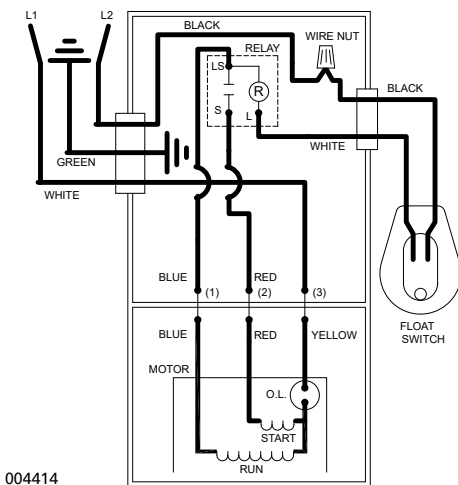 L1
L2
BLACK
WIRE NUT
RELAY
LS
R
BLACK
S
L
WHITE
GREEN
WHITE
BLUE
RED
(1)
(2)
(3)
BLUE
RED
YELLOW
FLOAT
SWITCH
MOTOR
O.L.
START
RUN
004414